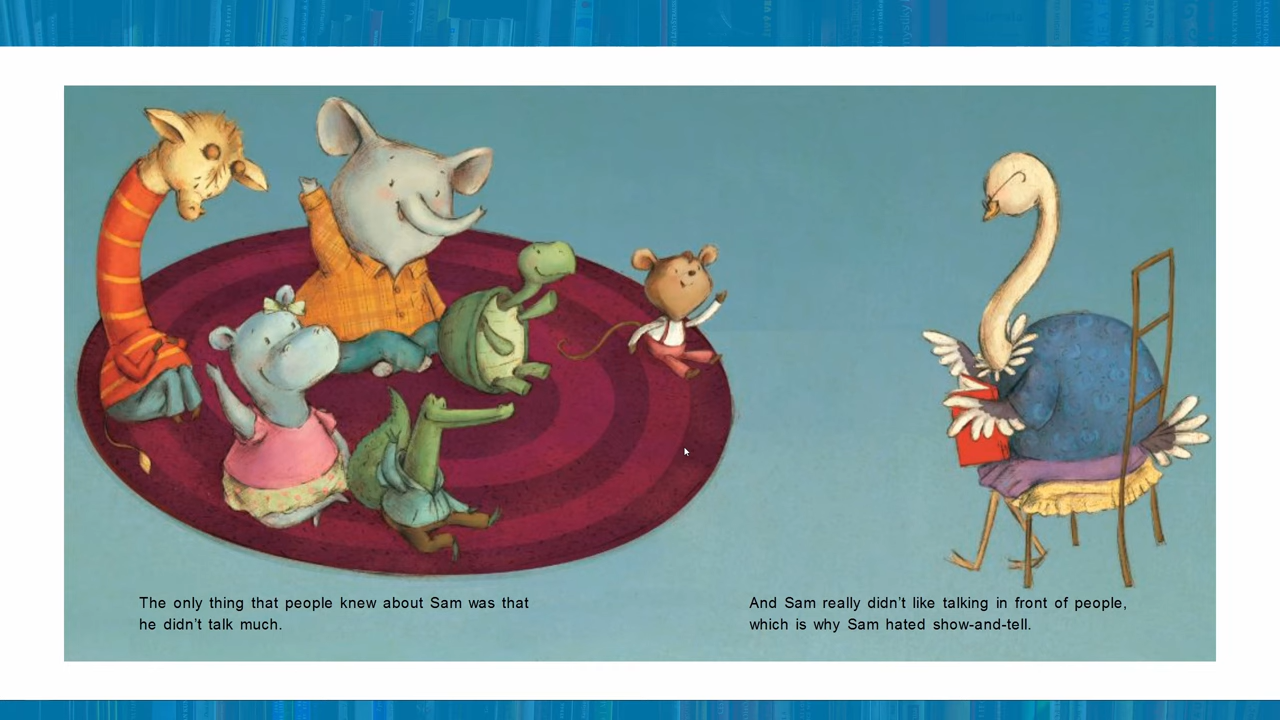 The only thing that people knew about Sam was that
he didn't talk much.
And Sam really didn't like talking in front of people,
which is why Sam hated show-and-tell.